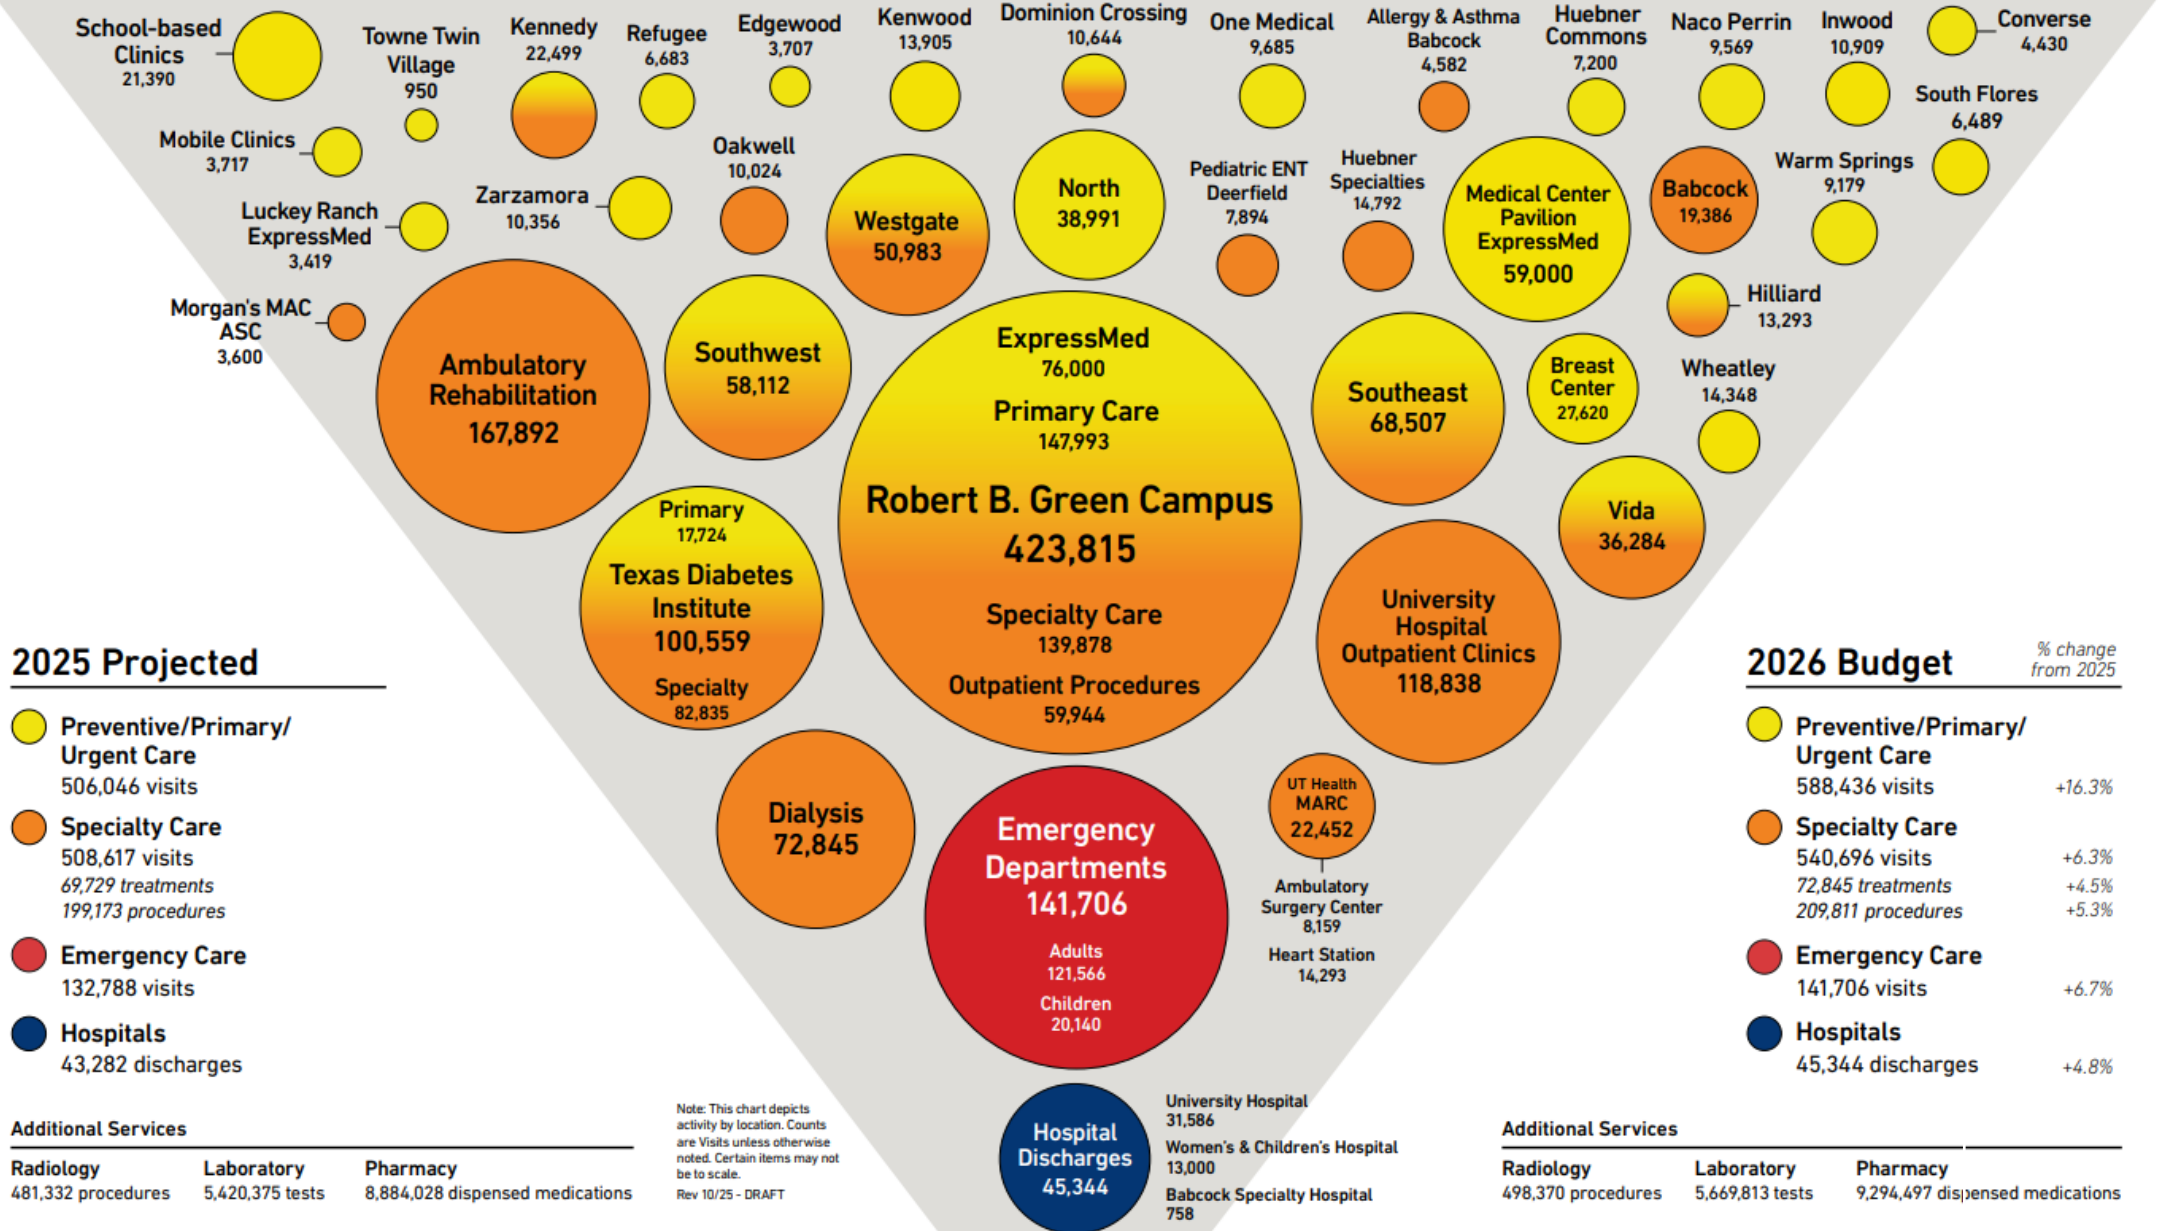 School-based
Clinics
21,390
Towne Twin
Village
950
Kennedy
22,499
Refugee
6,683
Edgewood
3,707
Kenwood
13,905
Dominion Crossing
10,644
One Medical
9,685
Allergy & Asthma
Babcock
4,582
Huebner
Commons
7,200
Naco Perrin
9,569
Inwood
10,909
Converse
4,430
South Flores
6,489
Mobile Clinics
3,717
Luckey Ranch
ExpressMed
3,419
Zarzamora
10,356
Oakwell
10,024
Westgate
50,983
North
38,991
Pediatric ENT
Deerfield
7,894
Huebner
Specialties
14,792
Medical Center
Pavilion
ExpressMed
59,000
Babcock
19,386
Warm Springs
9,179
Morgan's MAC
ASC
3,600
Ambulatory
Rehabilitation
167,892
Southwest
58,112
ExpressMed
76,000
Primary Care
147,993
Robert B. Green Campus
423,815
Specialty Care
139,878
Outpatient Procedures
59,944
Southeast
68,507
Breast
Center
27,620
Hilliard
13,293
Wheatley
14,348
Vida
36,284
Primary
17,724
Texas Diabetes
Institute
100,559
Specialty
82,835
University
Hospital
Outpatient Clinics
118,838
Dialysis
72,845
Emergency
Departments
141,706
Adults
121,566
Children
20,140
UT Health
MARC
22,452
Ambulatory
Surgery Center
8,159
Heart Station
14,293
Hospital
Discharges
45,344
University Hospital
31,586
Women's & Children's Hospital
13,000
Babcock Specialty Hospital
758
2025 Projected
Preventive/Primary/
Urgent Care
506,046 visits
Specialty Care
508,617 visits
69,729 treatments
199,173 procedures
Emergency Care
132,788 visits
Hospitals
43,282 discharges
Additional Services
Radiology
481,332 procedures
Laboratory
5,420,375 tests
Pharmacy
8,884,028 dispensed medications
Note: This chart depicts
activity by location. Counts
are Visits unless otherwise
noted. Certain items may not
be to scale.
Rev 10/25 - DRAFT
2026 Budget
% change
from 2025
Preventive/Primary/
Urgent Care
588,436 visits +16.3%
Specialty Care
540,696 visits +6.3%
72,845 treatments +4.5%
209,811 procedures +5.3%
Emergency Care
141,706 visits +6.7%
Hospitals
45,344 discharges +4.8%
Additional Services
Radiology
498,370 procedures
Laboratory
5,669,813 tests
Pharmacy
9,294,497 dispensed medications